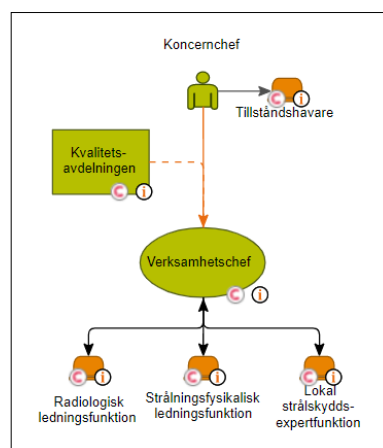 Koncernchef
C i
Tillståndshavare
Kvalitets-
avdelningen
C i
Verksamhetschef
C i
C i
C i
C i
Radiologisk
ledningsfunktion
Strålningsfysikalisk
ledningsfunktion
Lokal
strålskydds-
expertfunktion